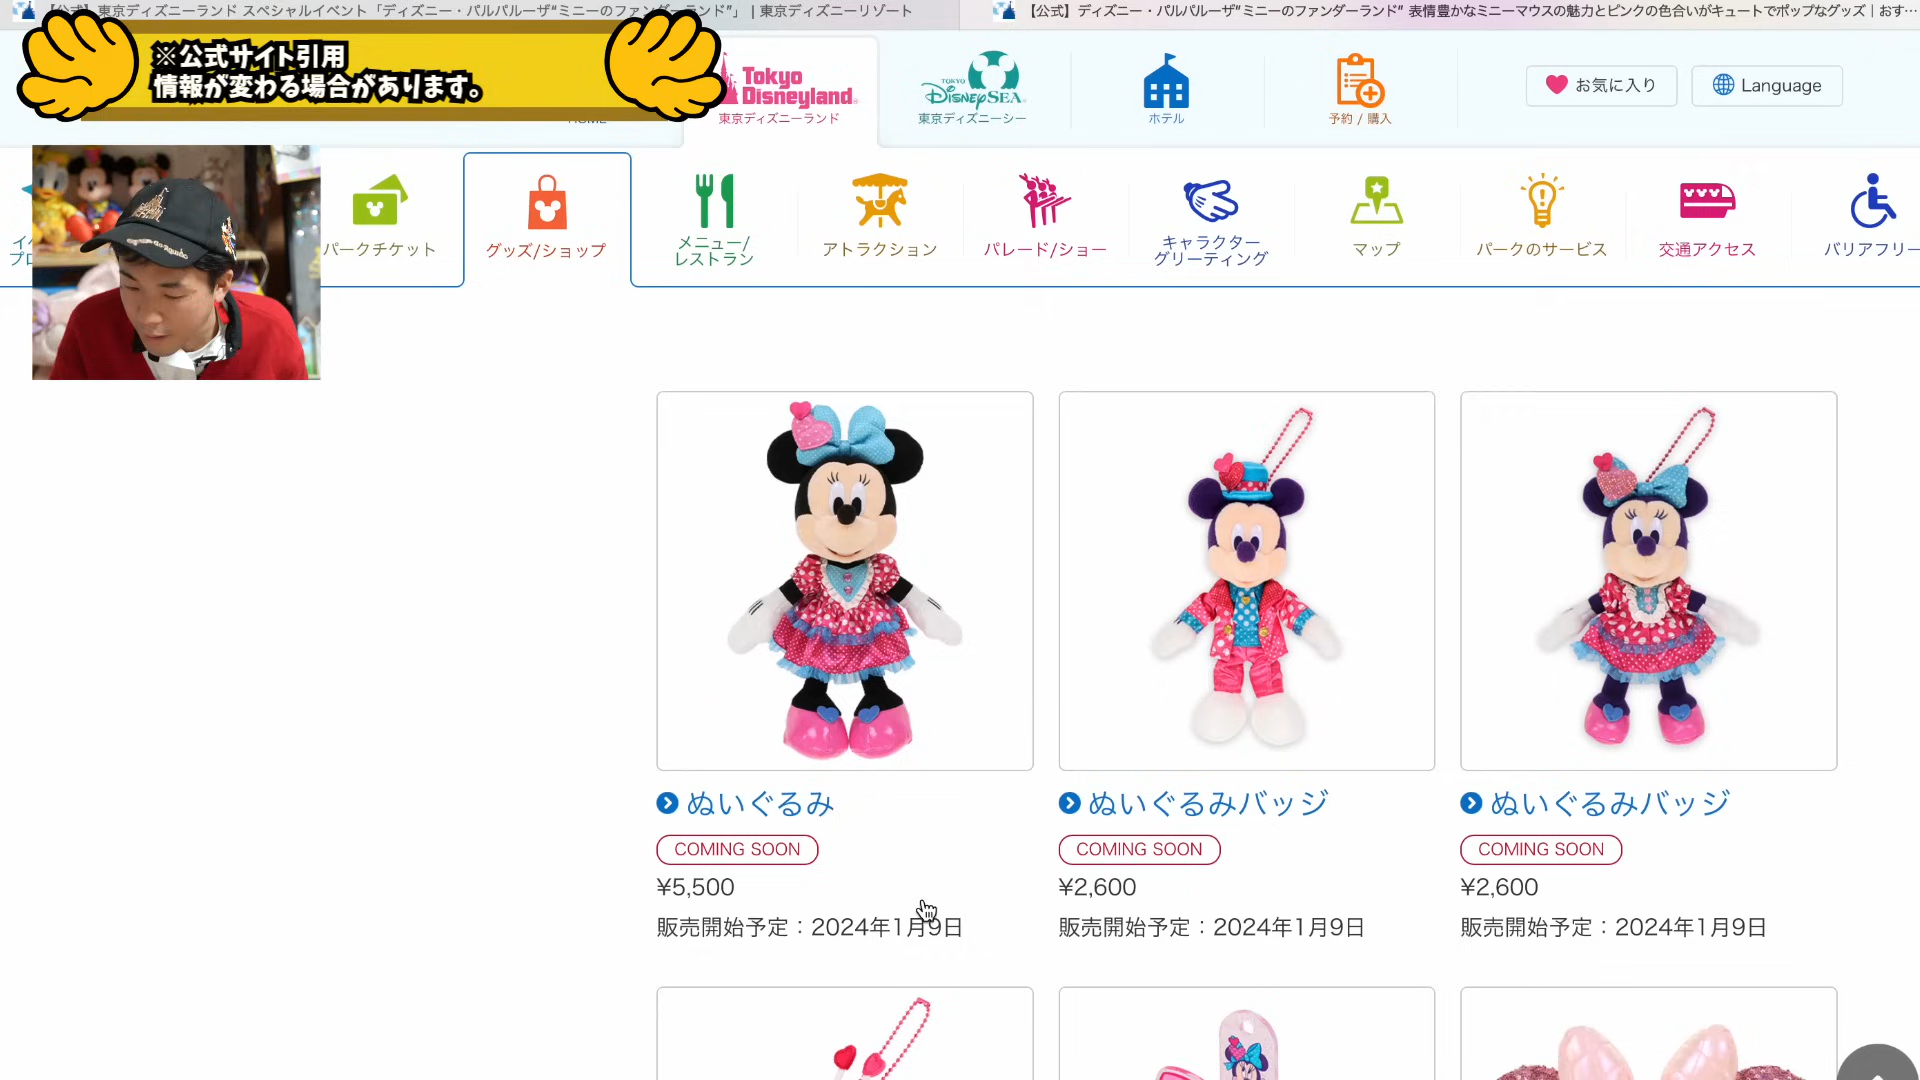 【公式】東京ディズニーランド スペシャルイベント「ディズニー・パルパルーザ“ミニーのファンダーランド”」 | 東京ディズニーリゾート
【公式】ディズニー・パルパルーザ“ミニーのファンダーランド” 表情豊かなミニーマウスの魅力とピンクの色合いがキュートでポップなグッズ｜おす…
※公式サイト引用
情報が変わる場合があります。
HOME
Tokyo
Disneyland
東京ディズニーランド
TOKYO
DISNEYSEA
東京ディズニーシー
ホテル
予約 / 購入
お気に入り
Language
パークチケット
グッズ/ショップ
メニュー/
レストラン
アトラクション
パレード/ショー
キャラクター
グリーティング
マップ
パークのサービス
交通アクセス
バリアフリー
ぬいぐるみ
COMING SOON
¥5,500
販売開始予定：2024年1月9日
ぬいぐるみバッジ
COMING SOON
¥2,600
販売開始予定：2024年1月9日
ぬいぐるみバッジ
COMING SOON
¥2,600
販売開始予定：2024年1月9日